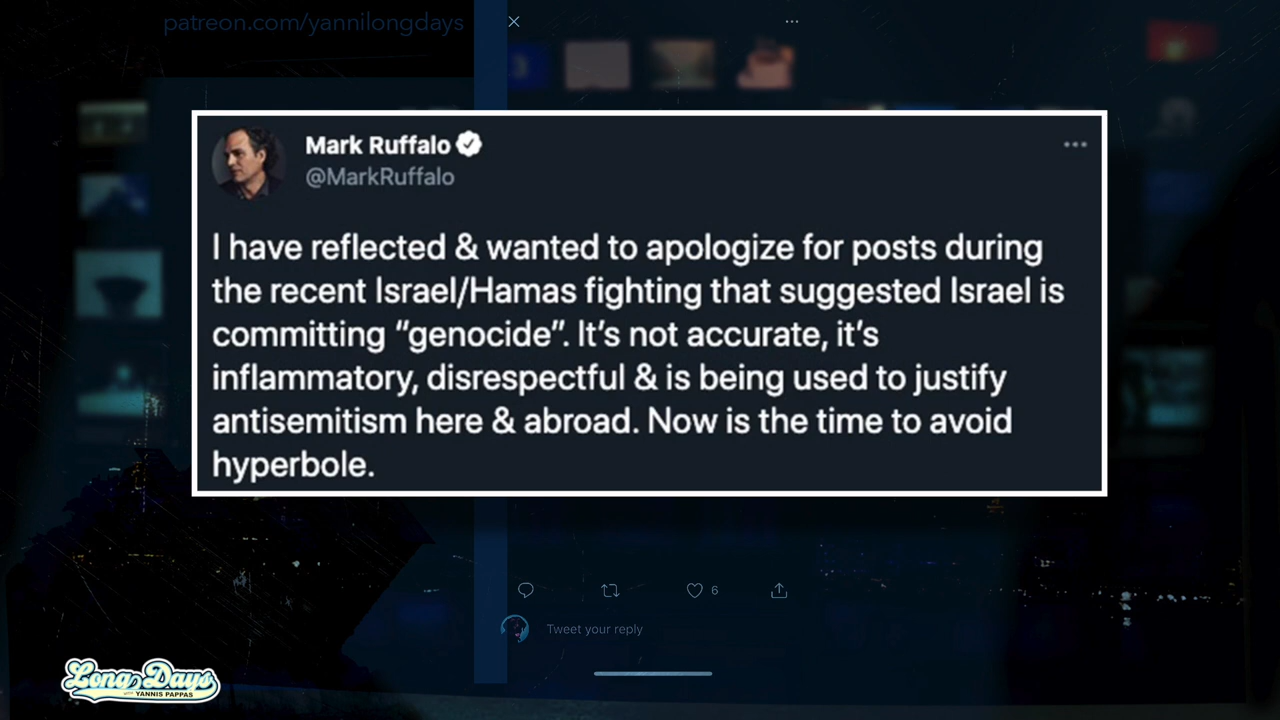 patreon.com/yannilongdays
Mark Ruffalo
@MarkRuffalo
I have reflected & wanted to apologize for posts during
the recent Israel/Hamas fighting that suggested Israel is
committing “genocide”. It’s not accurate, it’s
inflammatory, disrespectful & is being used to justify
antisemitism here & abroad. Now is the time to avoid
hyperbole.
6
Tweet your reply
Long Days
WITH YANNIS PAPPAS